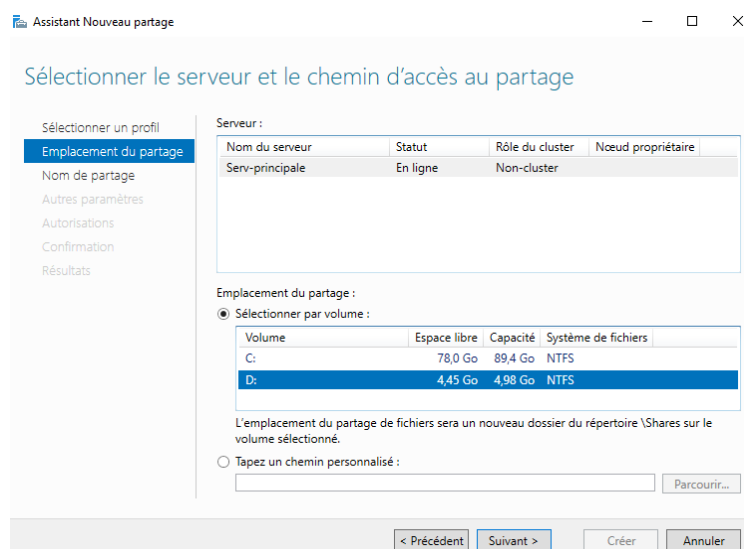 Assistant Nouveau partage
Sélectionner le serveur et le chemin d'accès au partage
Sélectionner un profil
Emplacement du partage
Nom de partage
Autres paramètres
Autorisations
Confirmation
Résultats
Serveur :
Nom du serveur Statut Rôle du cluster Nœud propriétaire
Serv-principale En ligne Non-cluster
Emplacement du partage :
Sélectionner par volume :
Volume Espace libre Capacité Système de fichiers
C: 78,0 Go 89,4 Go NTFS
D: 4,45 Go 4,98 Go NTFS
L'emplacement du partage de fichiers sera un nouveau dossier du répertoire \Shares sur le
volume sélectionné.
Tapez un chemin personnalisé :
Parcourir...
< Précédent Suivant > Créer Annuler